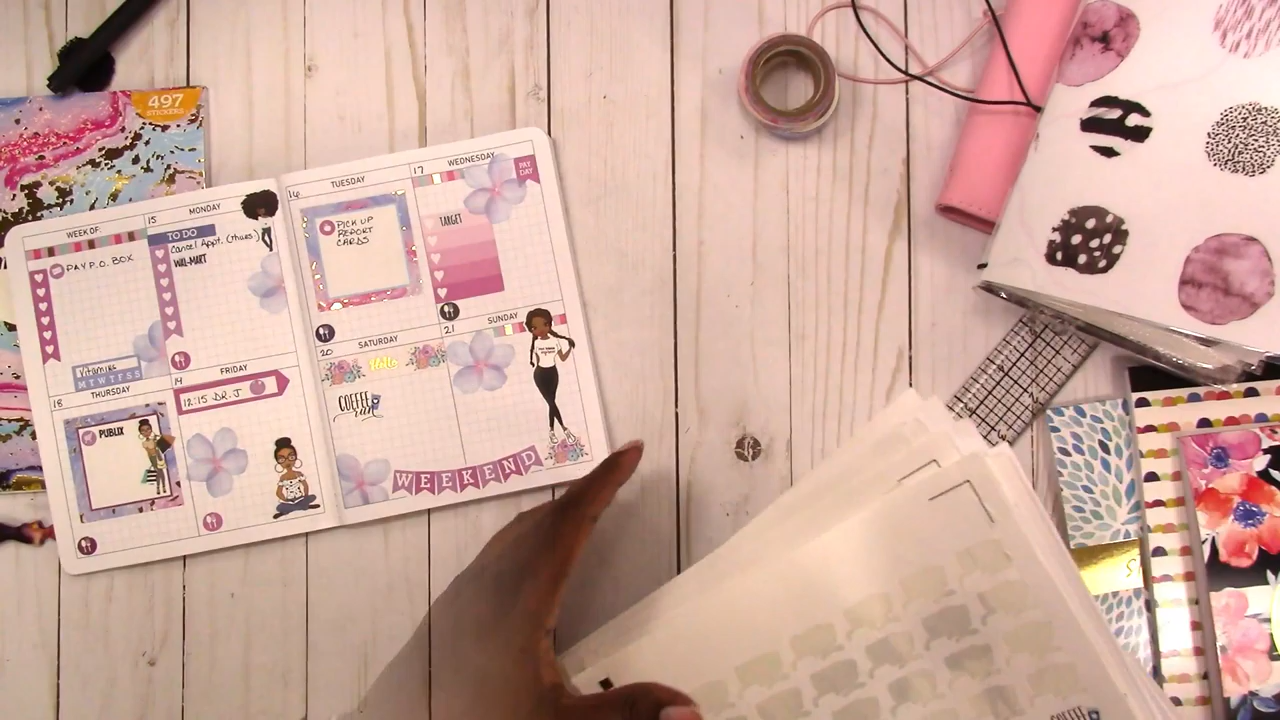 497
STICKERS
WEEK OF:
PAY P.O. BOX
Vitamins
M T W T F S S
15 MONDAY
TO DO
Cancel Appt. (thurs.)
WAL-MART
16 TUESDAY
PICK UP
REPORT
CARDS
17 WEDNESDAY
PAY
DAY
TARGET
18 THURSDAY
PUBLIX
19 FRIDAY
12:15 DR. J
20 SATURDAY
Hello
COFFEE
run
21 SUNDAY
WEEKEND
COFFEE